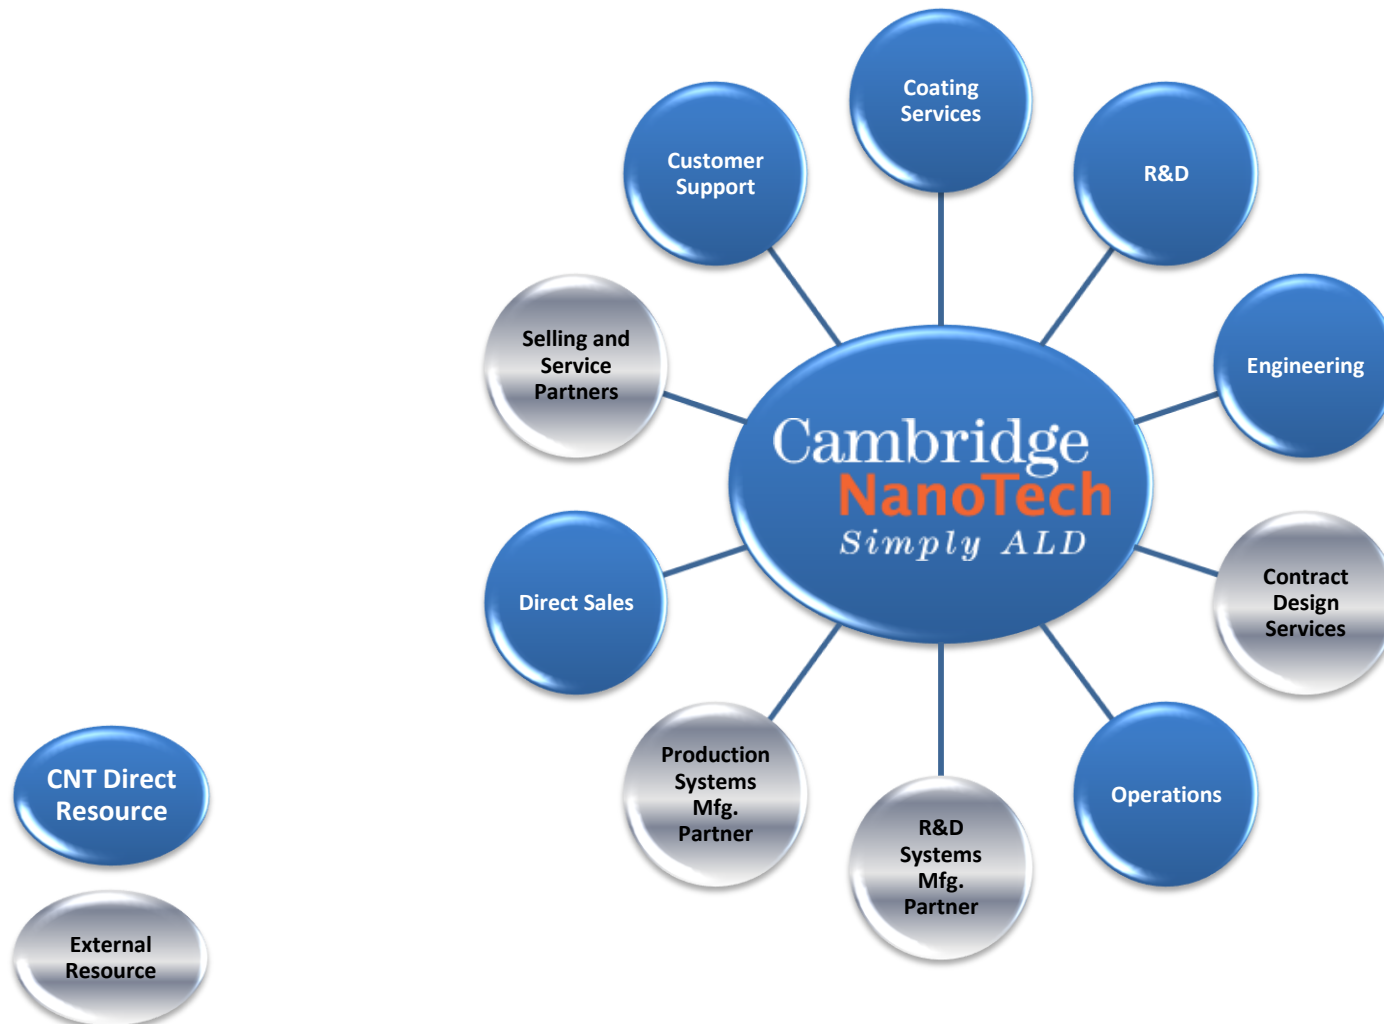 Coating
Services
Customer
Support
R&D
Selling and
Service
Partners
Engineering
Cambridge
NanoTech
Simply ALD
Direct Sales
Contract
Design
Services
Production
Systems
Mfg.
Partner
R&D
Systems
Mfg.
Partner
Operations
CNT Direct
Resource
External
Resource